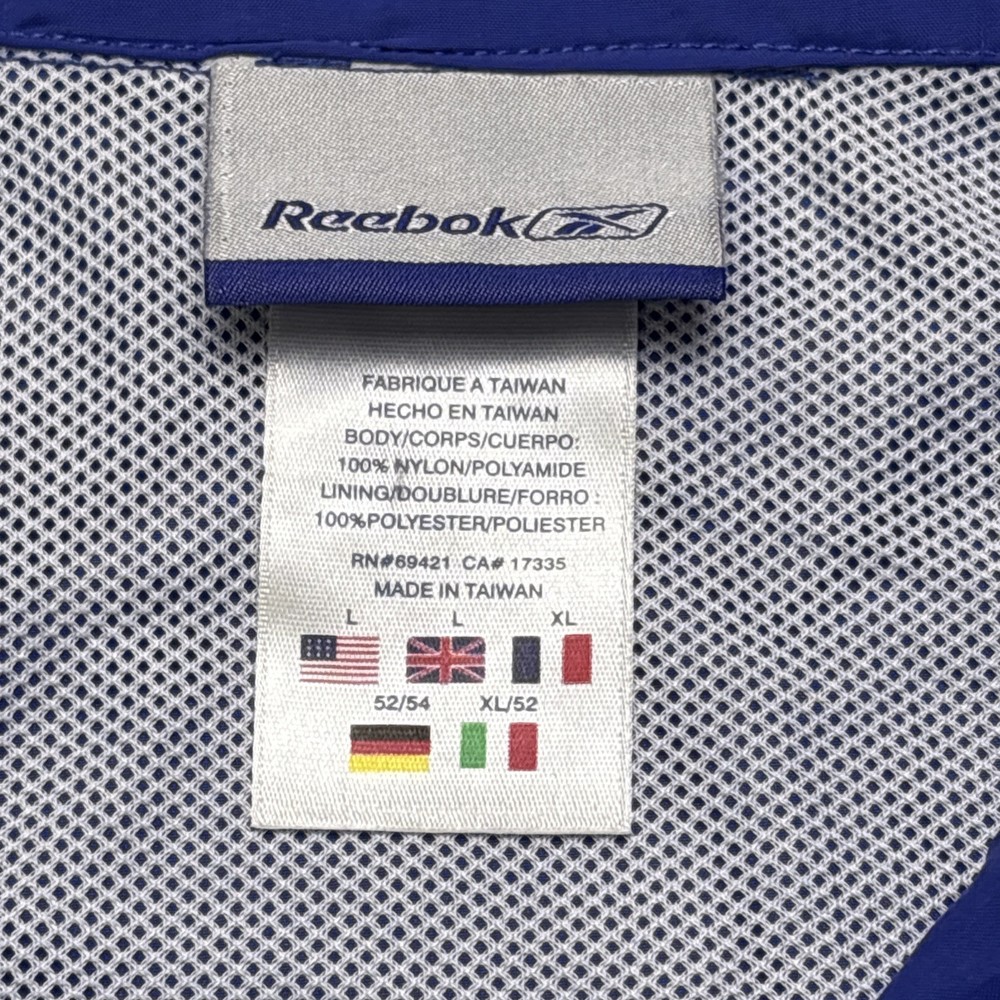 Reebok
FABRIQUE A TAIWAN
HECHO EN TAIWAN
BODY/CORPS/CUERPO:
100% NYLON/POLYAMIDE
LINING/DOUBLURE/FORRO :
100%POLYESTER/POLIESTER
RN#69421 CA# 17335
MADE IN TAIWAN
L L XL
52/54 XL/52